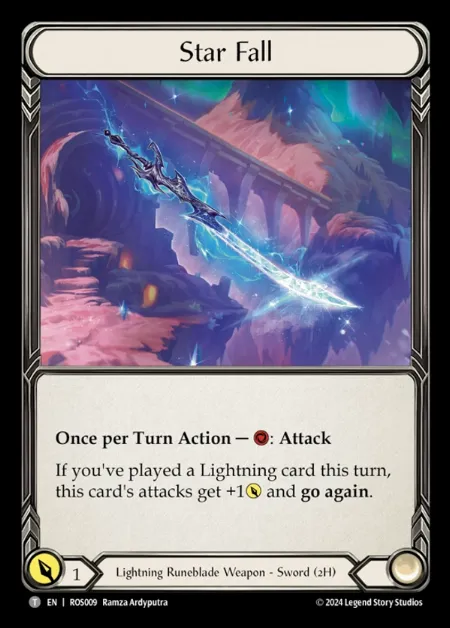 Star Fall
Once per Turn Action — : Attack
If you've played a Lightning card this turn,
this card's attacks get +1 and go again.
1
Lightning Runeblade Weapon - Sword (2H)
T EN | ROS009 Ramza Ardyputra
© 2024 Legend Story Studios